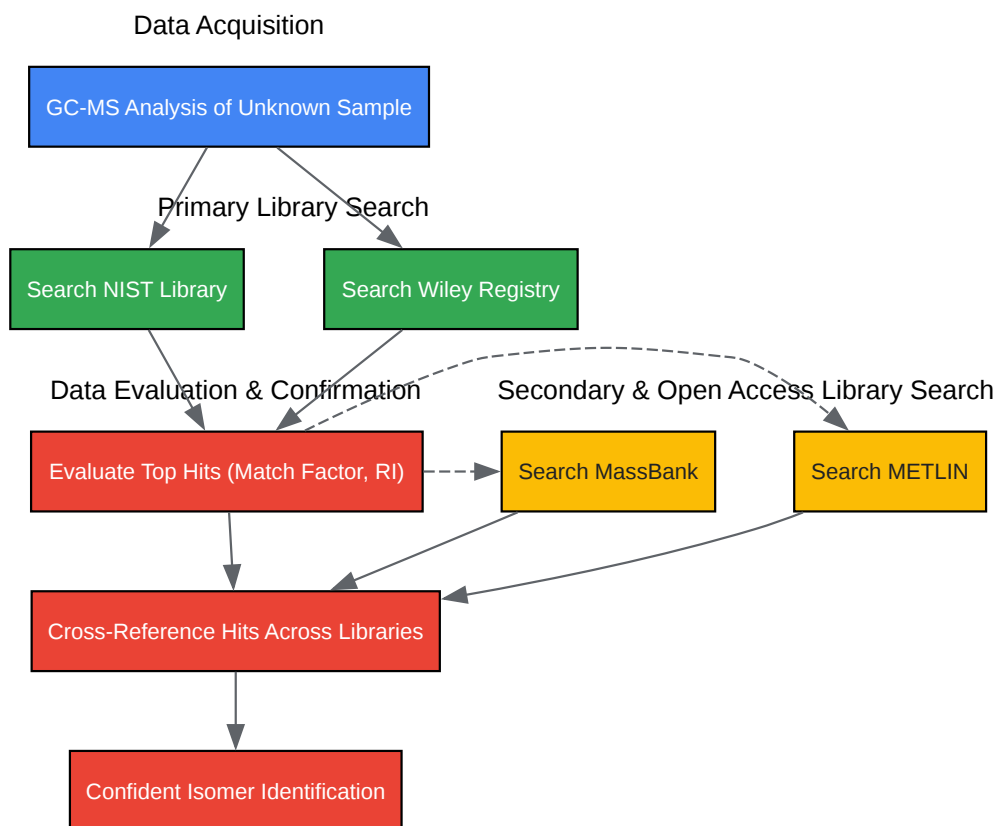 Data Acquisition
GC-MS Analysis of Unknown Sample
Primary Library Search
Search NIST Library
Search Wiley Registry
Data Evaluation & Confirmation
Secondary & Open Access Library Search
Evaluate Top Hits (Match Factor, RI)
Search MassBank
Search METLIN
Cross-Reference Hits Across Libraries
Confident Isomer Identification